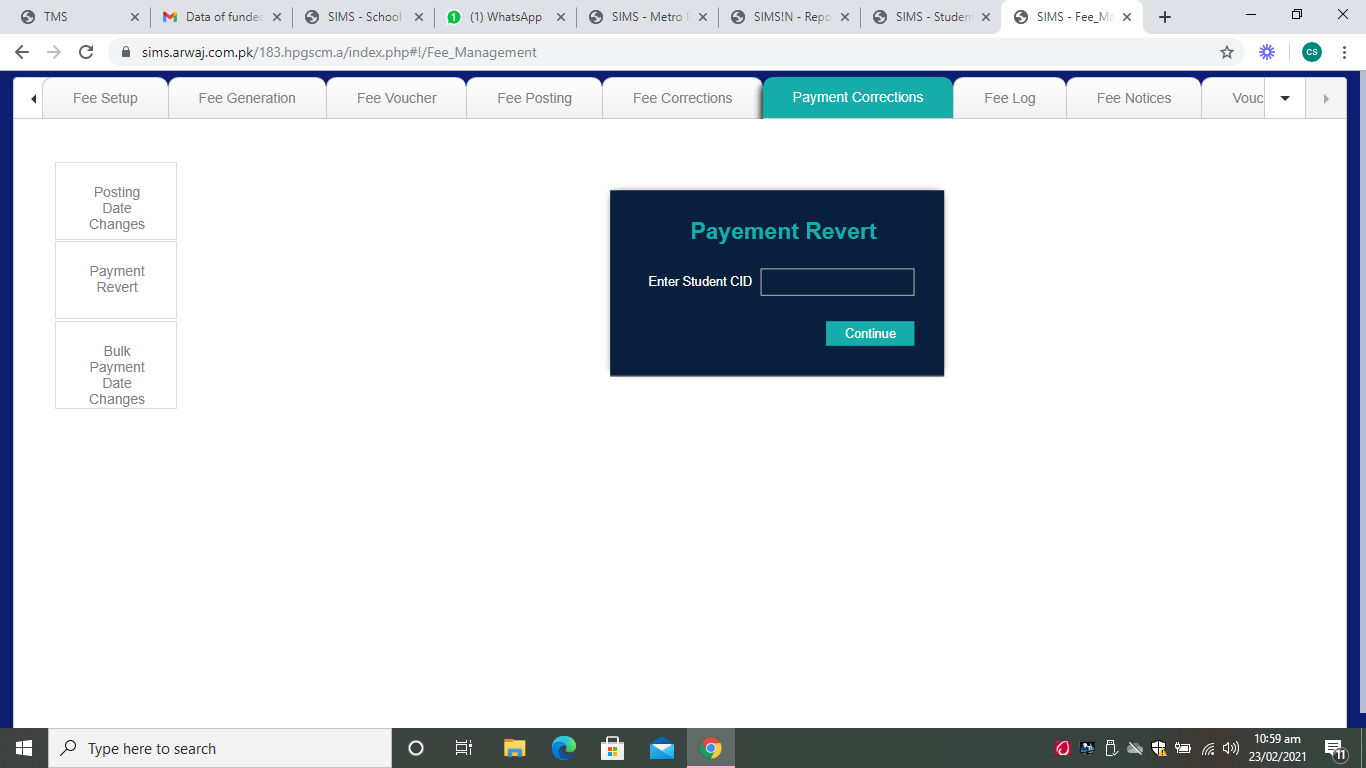 TMS
Data of funded
SIMS - School
(1) WhatsApp
SIMS - Metro
SIMS!N - Repo
SIMS - Student
SIMS - Fee_Ma
sims.arwaj.com.pk/183.hpgscm.a/index.php#!/Fee_Management
CS
Fee Setup
Fee Generation
Fee Voucher
Fee Posting
Fee Corrections
Payment Corrections
Fee Log
Fee Notices
Vouc
Posting
Date
Changes
Payment
Revert
Bulk
Payment
Date
Changes
Payement Revert
Enter Student CID
Continue
Type here to search
10:59 am
23/02/2021
11